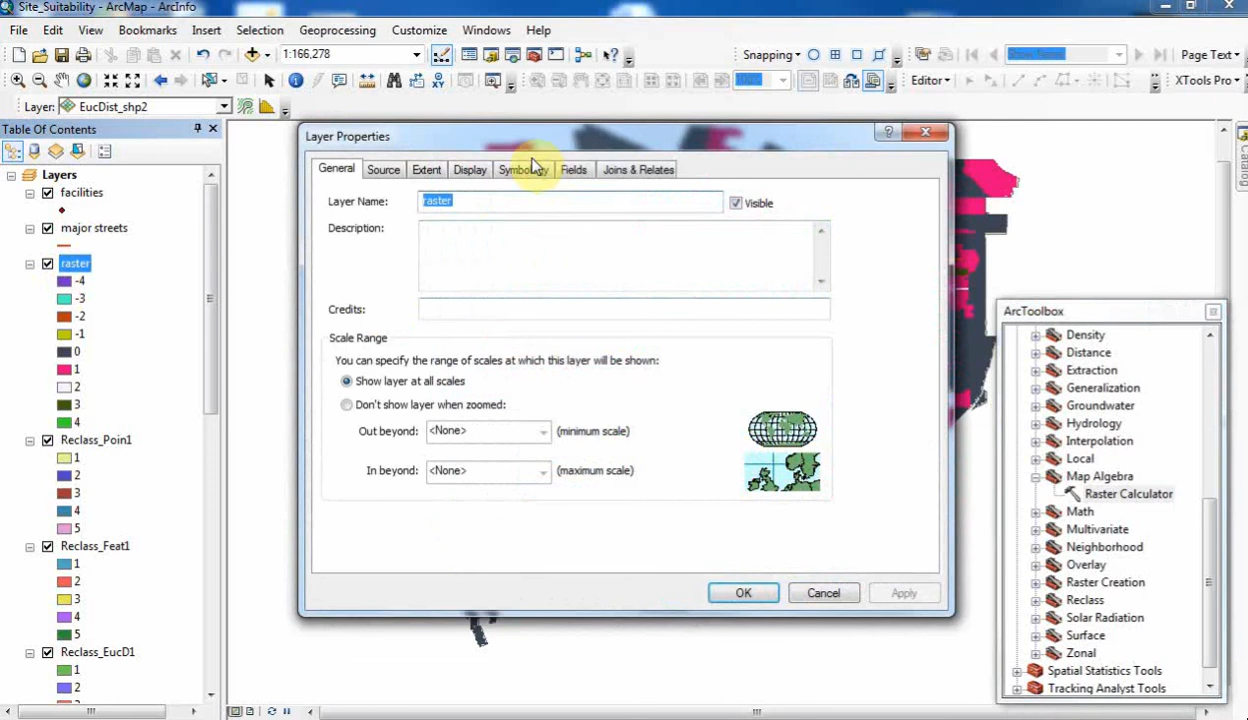 Site_Suitability - ArcMap - ArcInfo
File Edit View Bookmarks Insert Selection Geoprocessing Customize Windows Help
1:166,278
Snapping
Page Text
Editor
XTools Pro
Layer: EucDist_shp2
Table Of Contents
Layers
facilities
major streets
raster
-4
-3
-2
-1
0
1
2
3
4
Reclass_Poin1
1
2
3
4
5
Reclass_Feat1
1
2
3
4
5
Reclass_EucD1
1
2
Layer Properties
General Source Extent Display Symbology Fields Joins & Relates
Layer Name: raster Visible
Description:
Credits:
Scale Range
You can specify the range of scales at which this layer will be shown:
Show layer at all scales
Don't show layer when zoomed:
Out beyond: <None> (minimum scale)
In beyond: <None> (maximum scale)
OK Cancel Apply
Catalog
ArcToolbox
Density
Distance
Extraction
Generalization
Groundwater
Hydrology
Interpolation
Local
Map Algebra
Raster Calculator
Math
Multivariate
Neighborhood
Overlay
Raster Creation
Reclass
Solar Radiation
Surface
Zonal
Spatial Statistics Tools
Tracking Analyst Tools